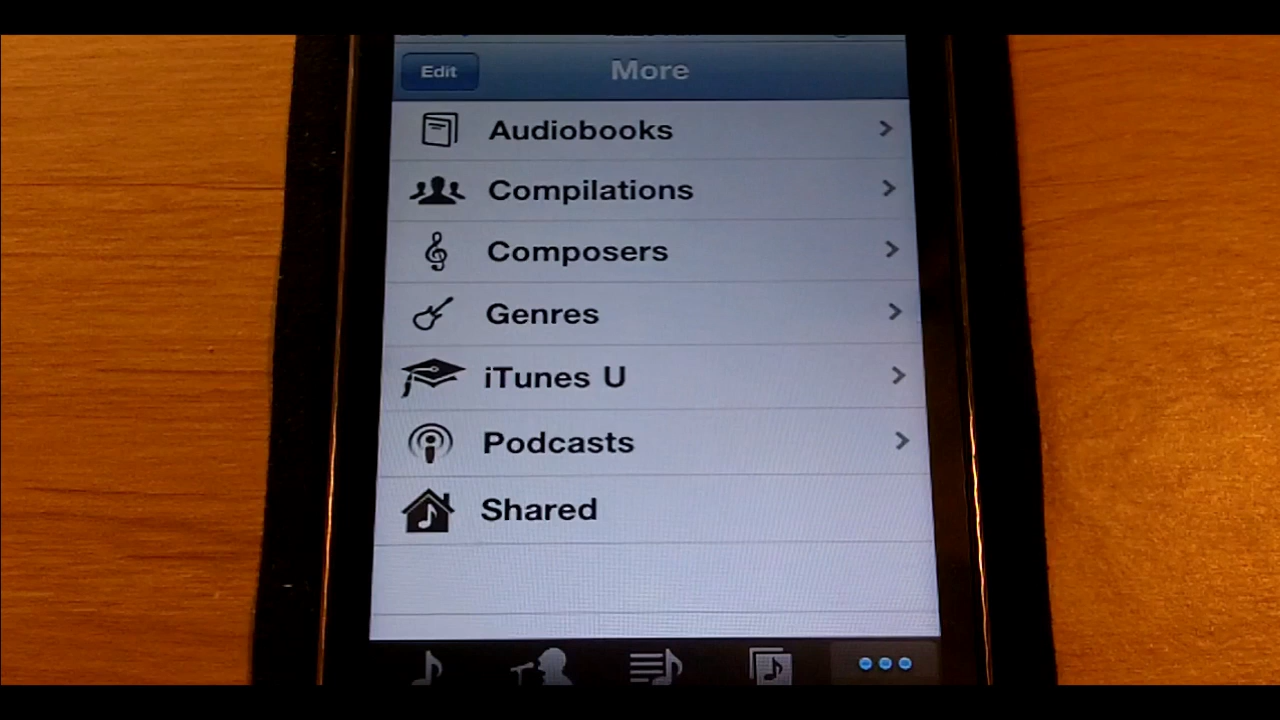 Edit
More
Audiobooks
Compilations
Composers
Genres
iTunes U
Podcasts
Shared